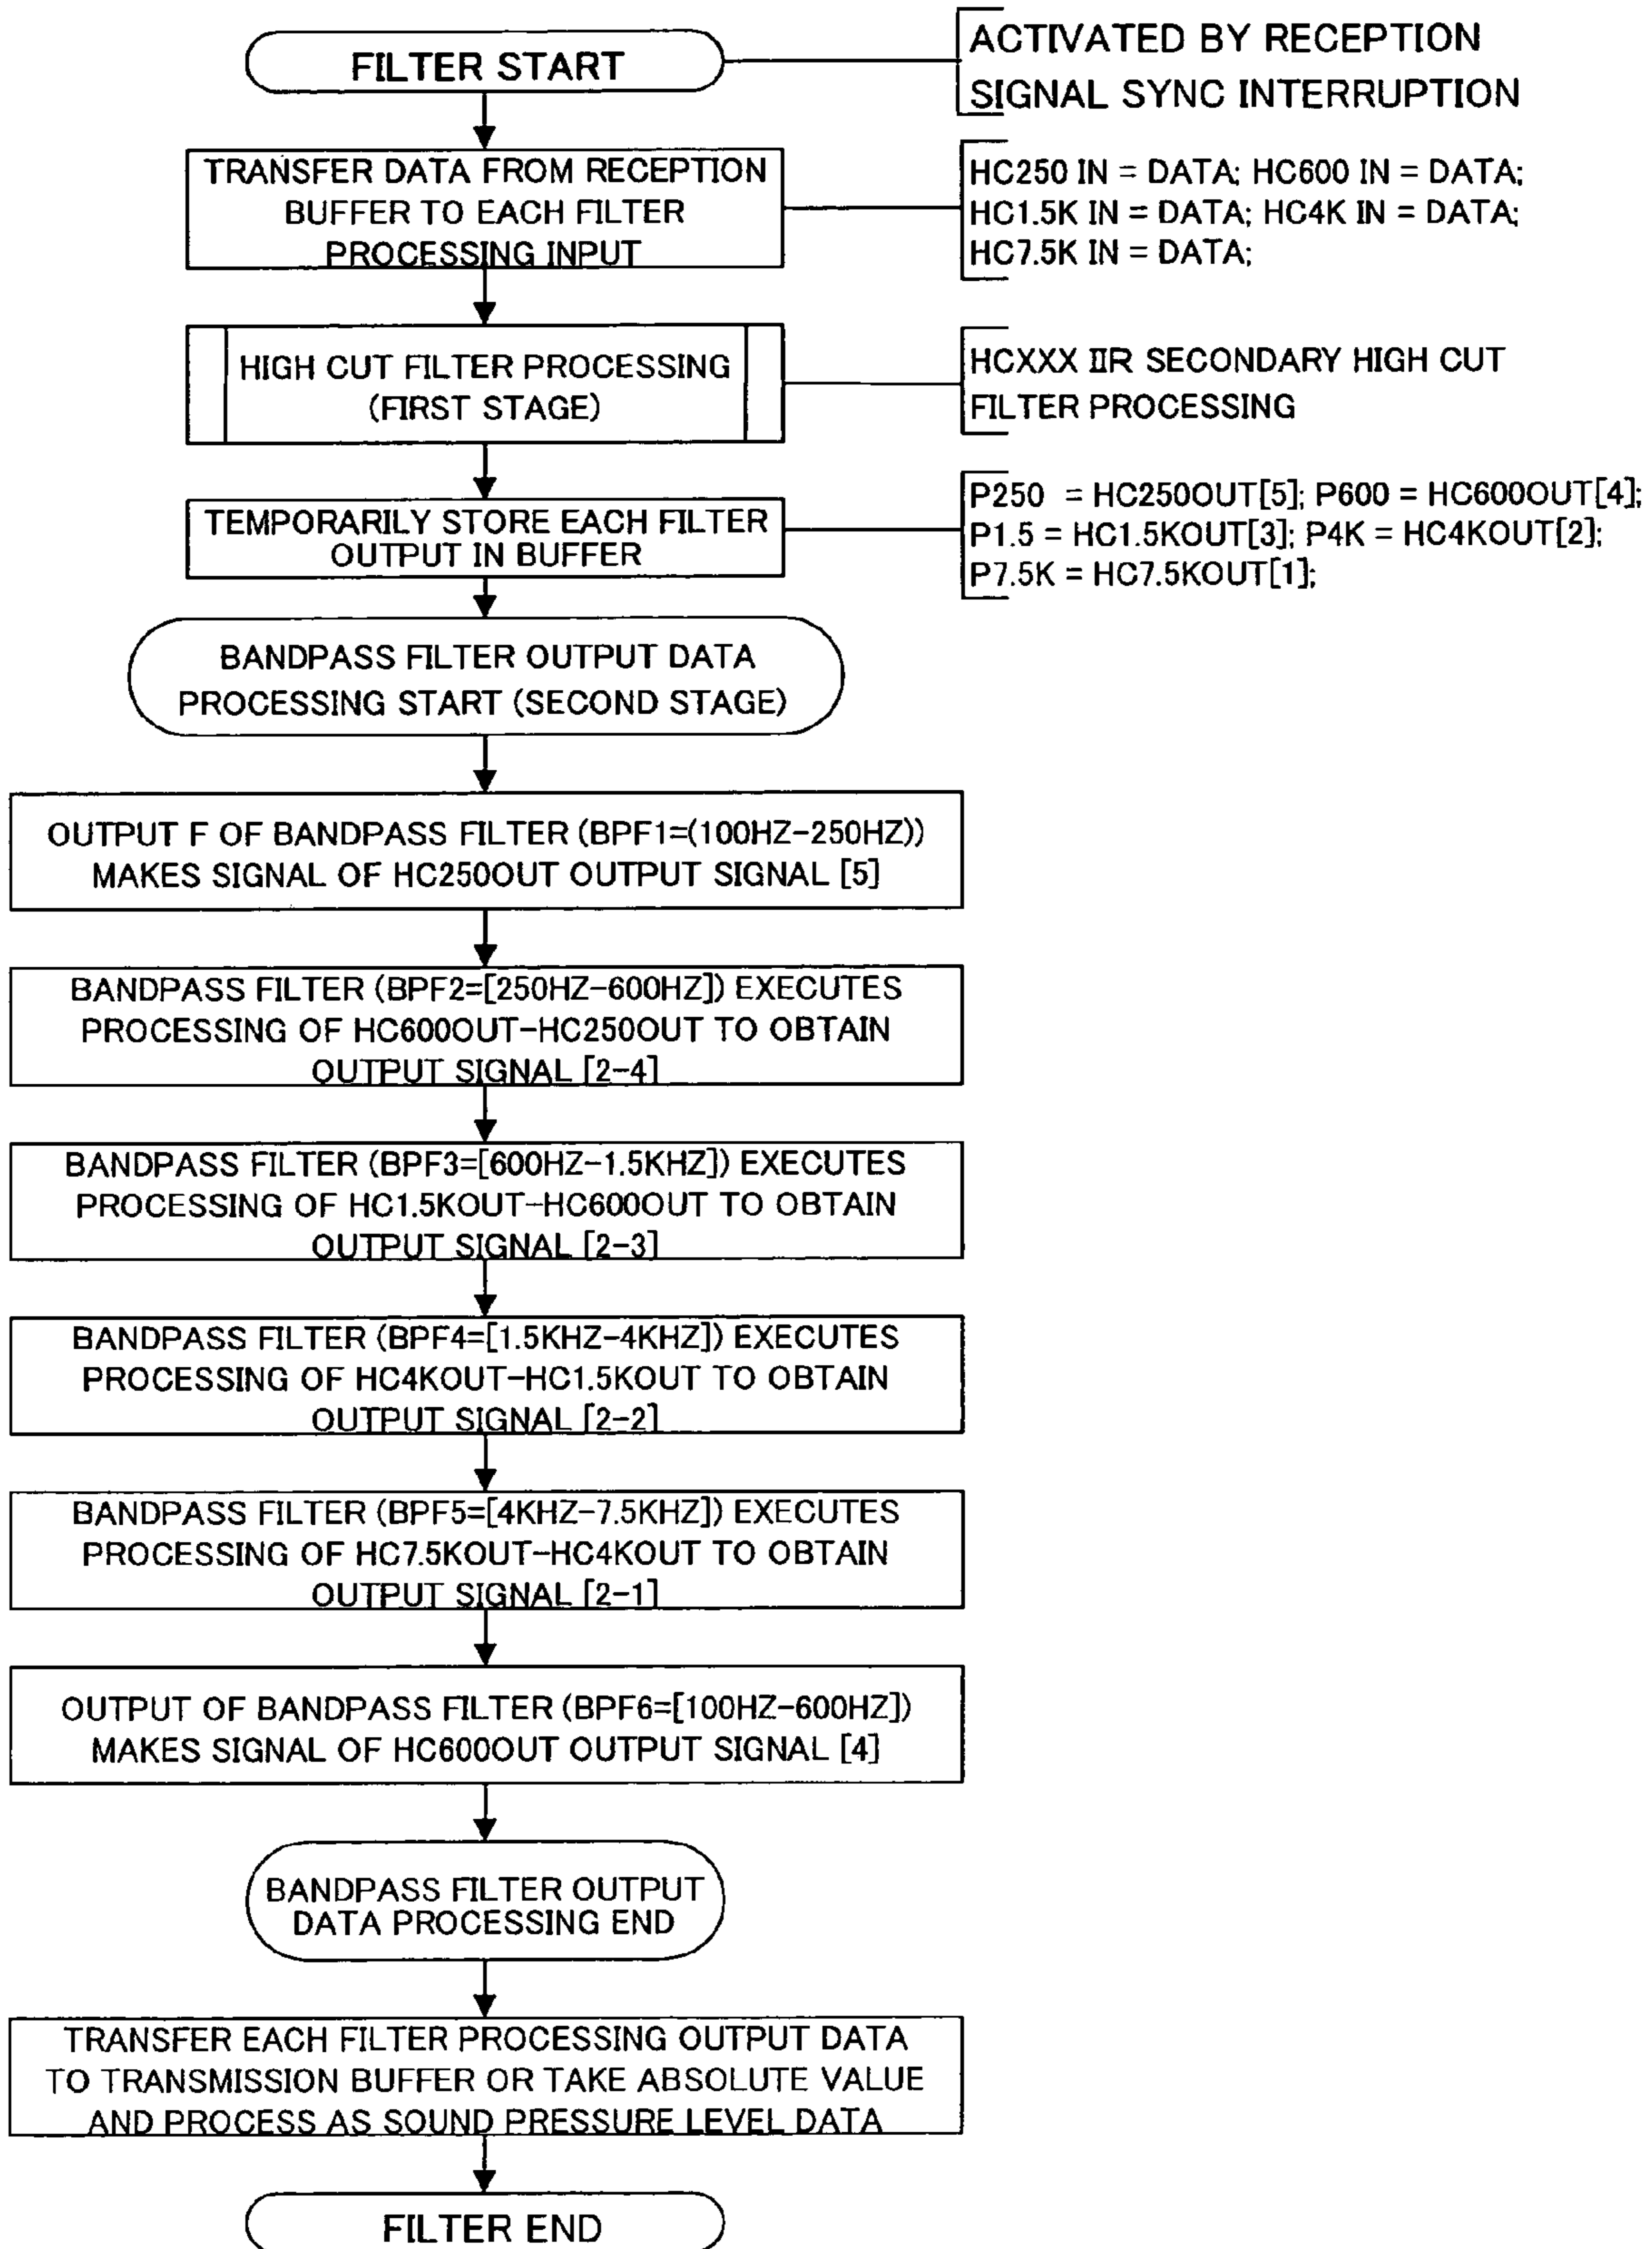 FILTER START
ACTIVATED BY RECEPTION
SIGNAL SYNC INTERRUPTION
TRANSFER DATA FROM RECEPTION
BUFFER TO EACH FILTER
PROCESSING INPUT
HC250 IN = DATA; HC600 IN = DATA;
HC1.5K IN = DATA; HC4K IN = DATA;
HC7.5K IN = DATA;
HIGH CUT FILTER PROCESSING
(FIRST STAGE)
HCXXX IIR SECONDARY HIGH CUT
FILTER PROCESSING
TEMPORARILY STORE EACH FILTER
OUTPUT IN BUFFER
P250 = HC250OUT[5]; P600 = HC600OUT[4];
P1.5 = HC1.5KOUT[3]; P4K = HC4KOUT[2];
P7.5K = HC7.5KOUT[1];
BANDPASS FILTER OUTPUT DATA
PROCESSING START (SECOND STAGE)
OUTPUT F OF BANDPASS FILTER (BPF1=(100HZ-250HZ))
MAKES SIGNAL OF HC250OUT OUTPUT SIGNAL [5]
BANDPASS FILTER (BPF2=[250HZ-600HZ]) EXECUTES
PROCESSING OF HC600OUT-HC250OUT TO OBTAIN
OUTPUT SIGNAL [2-4]
BANDPASS FILTER (BPF3=[600HZ-1.5KHZ]) EXECUTES
PROCESSING OF HC1.5KOUT-HC600OUT TO OBTAIN
OUTPUT SIGNAL [2-3]
BANDPASS FILTER (BPF4=[1.5KHZ-4KHZ]) EXECUTES
PROCESSING OF HC4KOUT-HC1.5KOUT TO OBTAIN
OUTPUT SIGNAL [2-2]
BANDPASS FILTER (BPF5=[4KHZ-7.5KHZ]) EXECUTES
PROCESSING OF HC7.5KOUT-HC4KOUT TO OBTAIN
OUTPUT SIGNAL [2-1]
OUTPUT OF BANDPASS FILTER (BPF6=[100HZ-600HZ])
MAKES SIGNAL OF HC600OUT OUTPUT SIGNAL [4]
BANDPASS FILTER OUTPUT
DATA PROCESSING END
TRANSFER EACH FILTER PROCESSING OUTPUT DATA
TO TRANSMISSION BUFFER OR TAKE ABSOLUTE VALUE
AND PROCESS AS SOUND PRESSURE LEVEL DATA
FILTER END